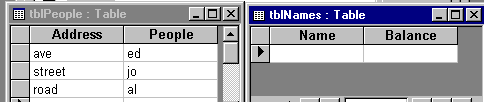 tblPeople : Table
Address People
ave ed
street jo
road al
tblNames : Table
Name Balance